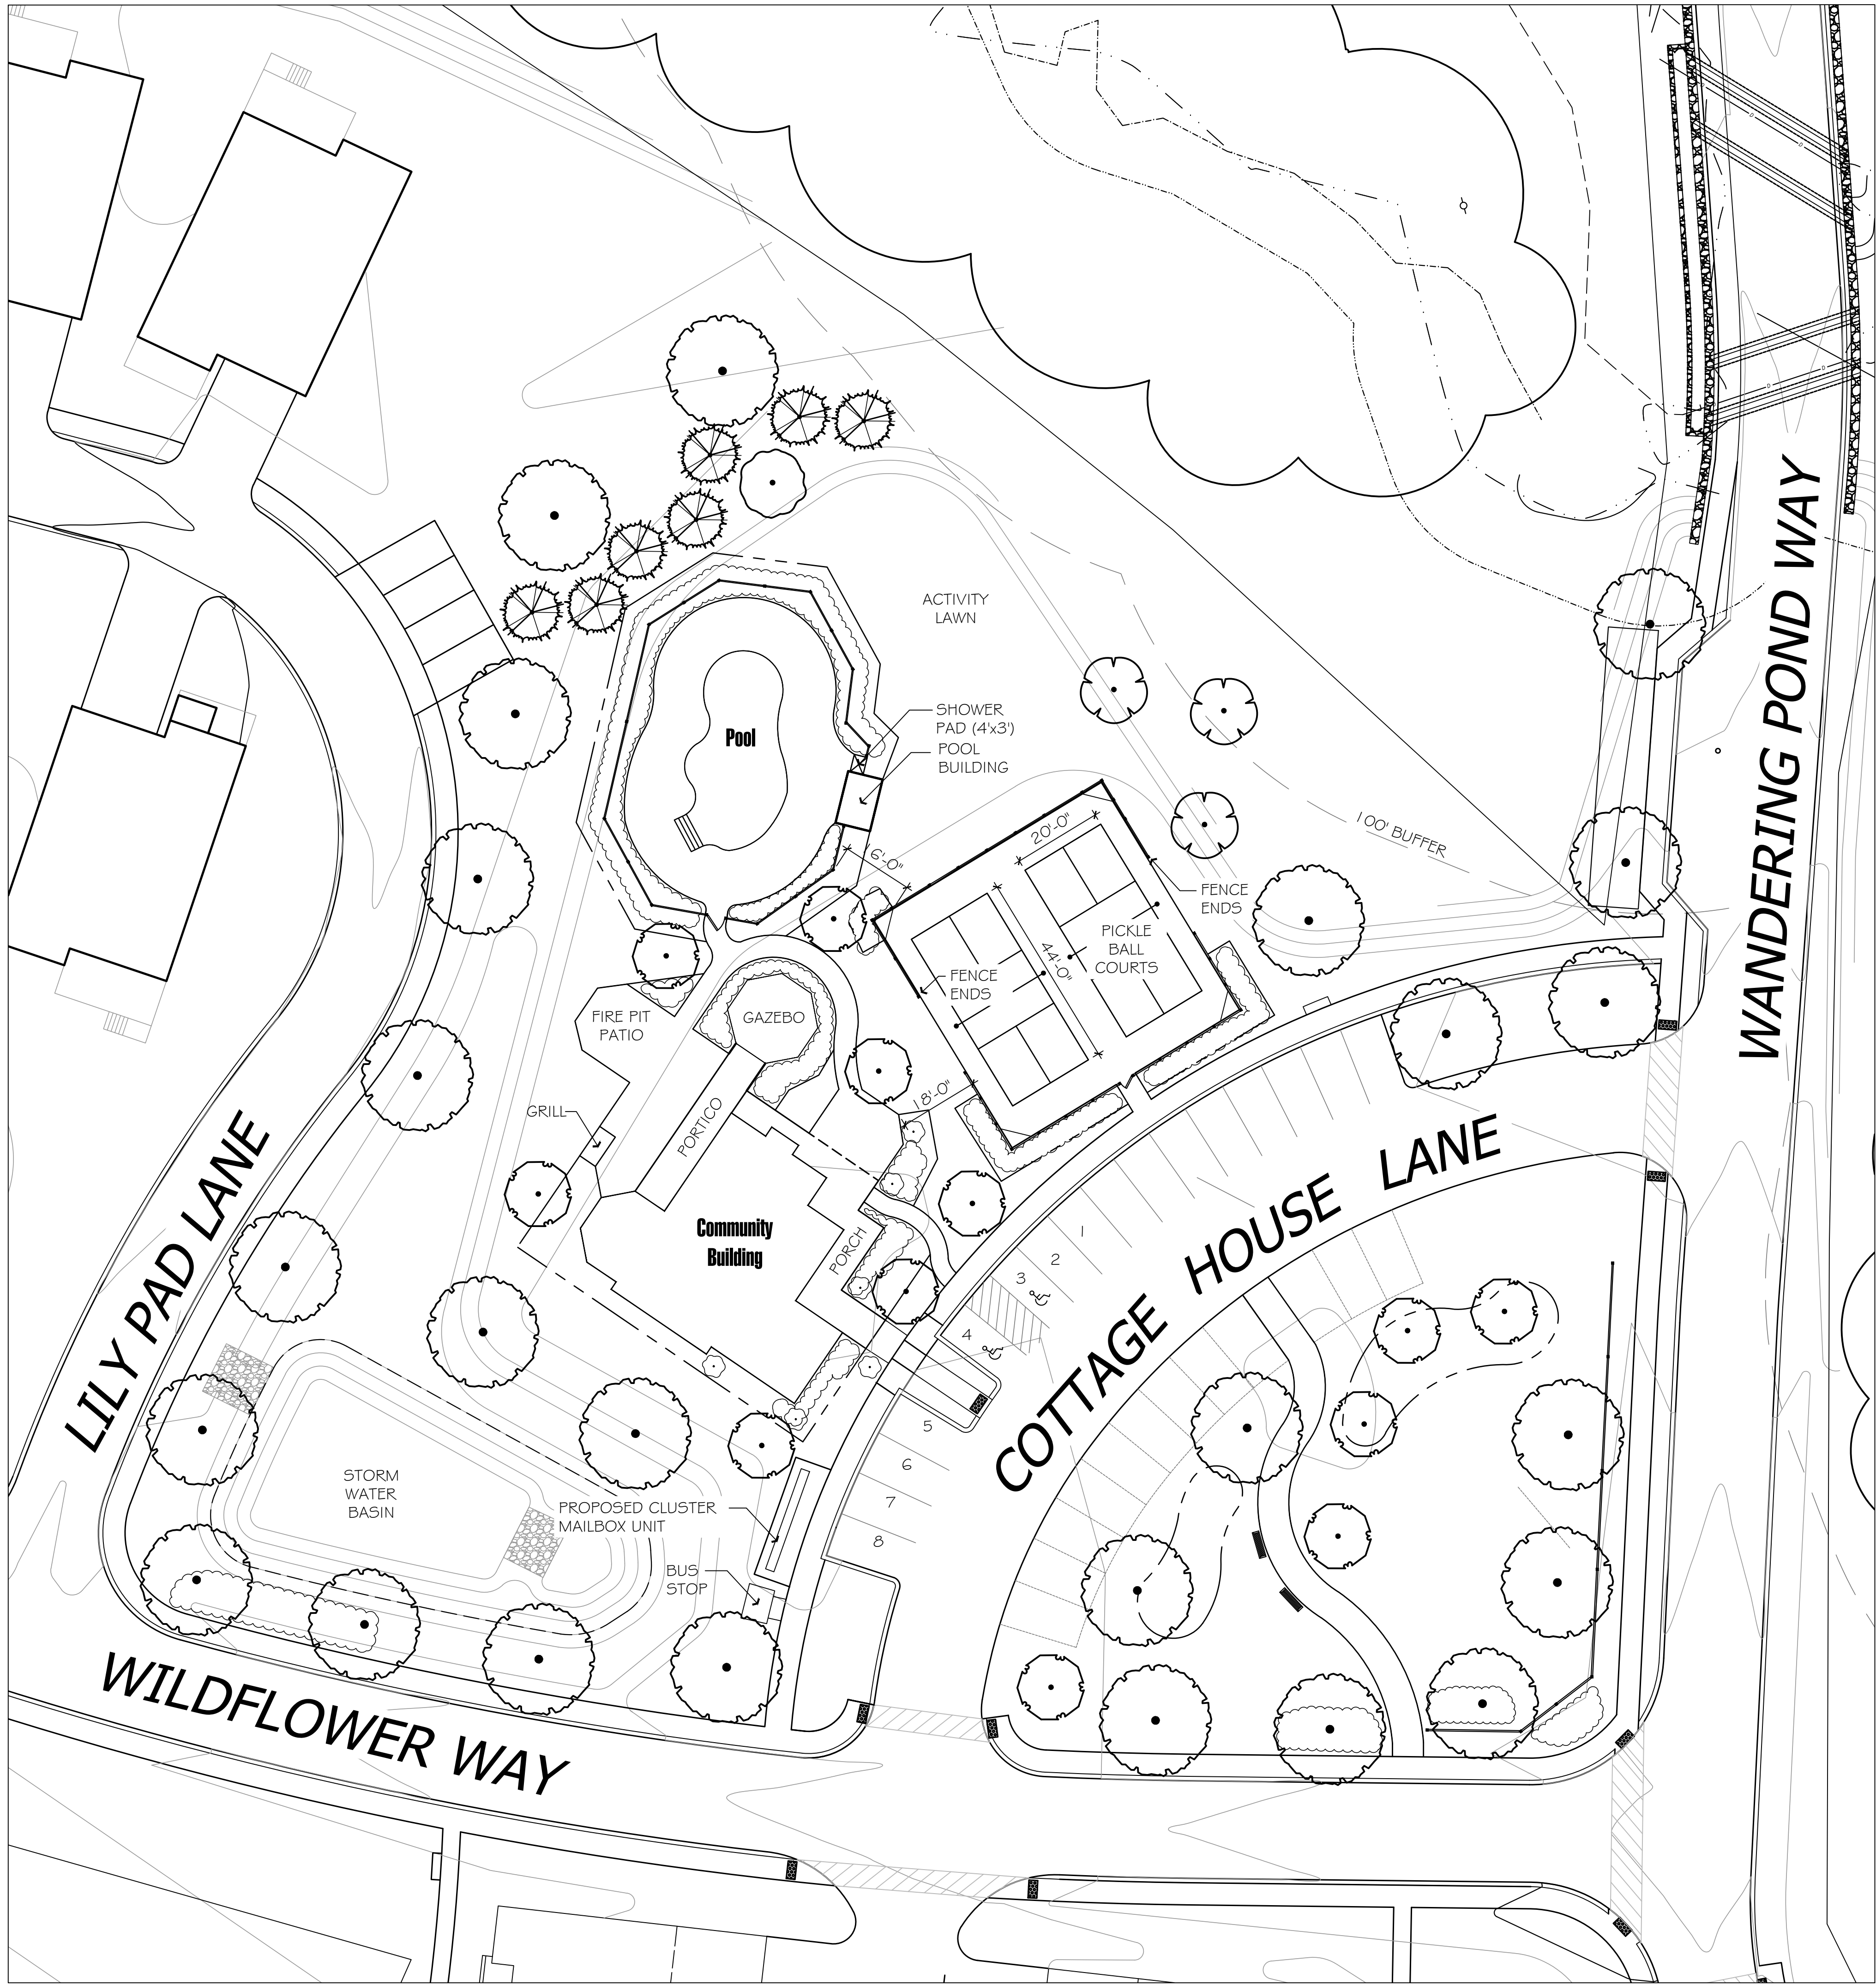 ACTIVITY
LAWN
SHOWER
PAD (4'x3')
POOL
BUILDING
Pool
20'-0"
6'-0"
100' BUFFER
FENCE
ENDS
PICKLE
BALL
COURTS
44'-0"
FENCE
ENDS
FIRE PIT
PATIO
GAZEBO
WANDERING POND WAY
18'-0"
GRILL
PORTICO
LILY PAD LANE
Community
Building
PORCH
COTTAGE HOUSE LANE
1
2
3
4
5
6
7
8
STORM
WATER
BASIN
PROPOSED CLUSTER
MAILBOX UNIT
BUS
STOP
WILDFLOWER WAY